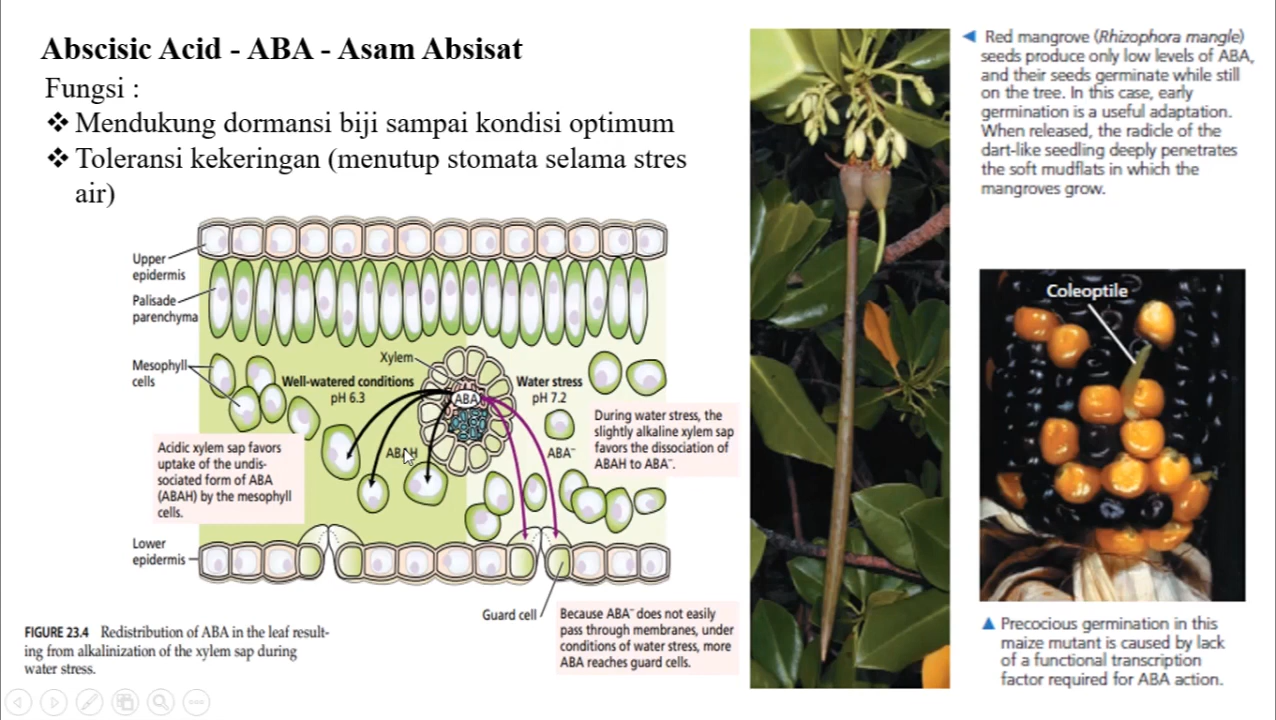 Abscisic Acid - ABA - Asam Absisat
Fungsi :
❖ Mendukung dormansi biji sampai kondisi optimum
❖ Toleransi kekeringan (menutup stomata selama stres
air)
Upper
epidermis
Palisade
parenchyma
Mesophyll
cells
Xylem
Well-watered conditions
pH 6.3
ABA
Water stress
pH 7.2
ABAH
ABA⁻
During water stress, the
slightly alkaline xylem sap
favors the dissociation of
ABAH to ABA⁻.
Acidic xylem sap favors
uptake of the undis-
sociated form of ABA
(ABAH) by the mesophyll
cells.
Lower
epidermis
Guard cell
Because ABA⁻ does not easily
pass through membranes, under
conditions of water stress, more
ABA reaches guard cells.
FIGURE 23.4 Redistribution of ABA in the leaf result-
ing from alkalinization of the xylem sap during
water stress.
◀ Red mangrove (Rhizophora mangle)
seeds produce only low levels of ABA,
and their seeds germinate while still
on the tree. In this case, early
germination is a useful adaptation.
When released, the radicle of the
dart-like seedling deeply penetrates
the soft mudflats in which the
mangroves grow.
Coleoptile
▲ Precocious germination in this
maize mutant is caused by lack
of a functional transcription
factor required for ABA action.